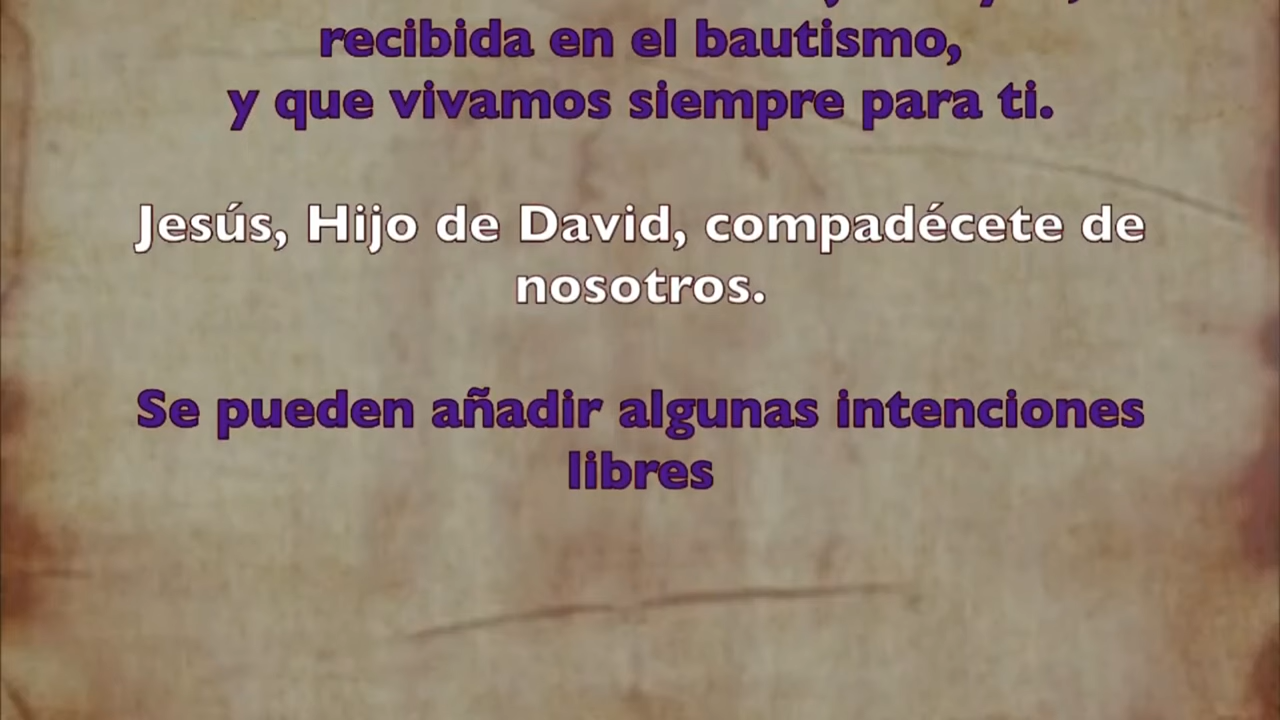 recibida en el bautismo,
y que vivamos siempre para ti.
Jesús, Hijo de David, compadécete de
nosotros.
Se pueden añadir algunas intenciones
libres